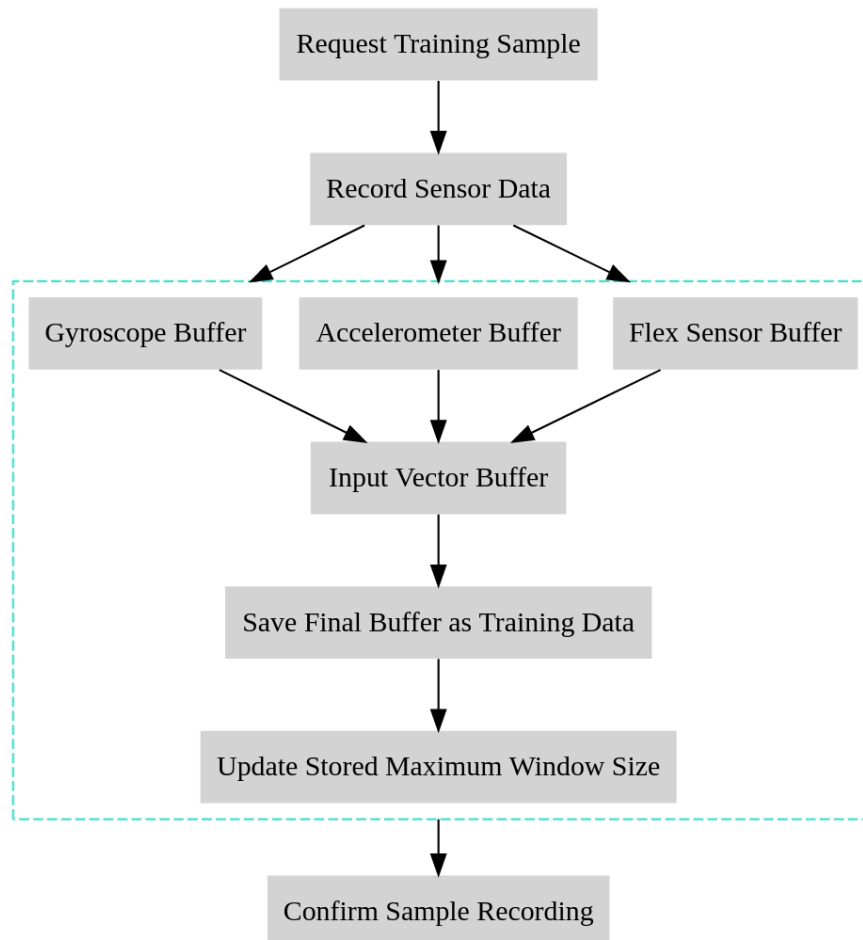 Request Training Sample
Record Sensor Data
Gyroscope Buffer
Accelerometer Buffer
Flex Sensor Buffer
Input Vector Buffer
Save Final Buffer as Training Data
Update Stored Maximum Window Size
Confirm Sample Recording